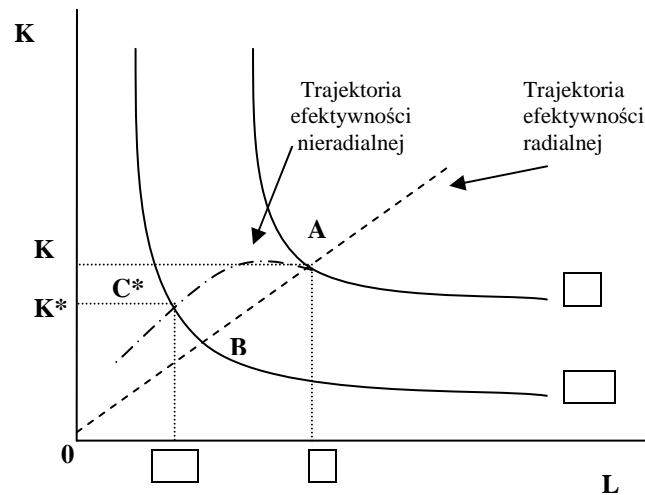 K
Trajektoria
efektywności
nieradialnej
Trajektoria
efektywności
radialnej
A
K
C*
K*
B
0
L